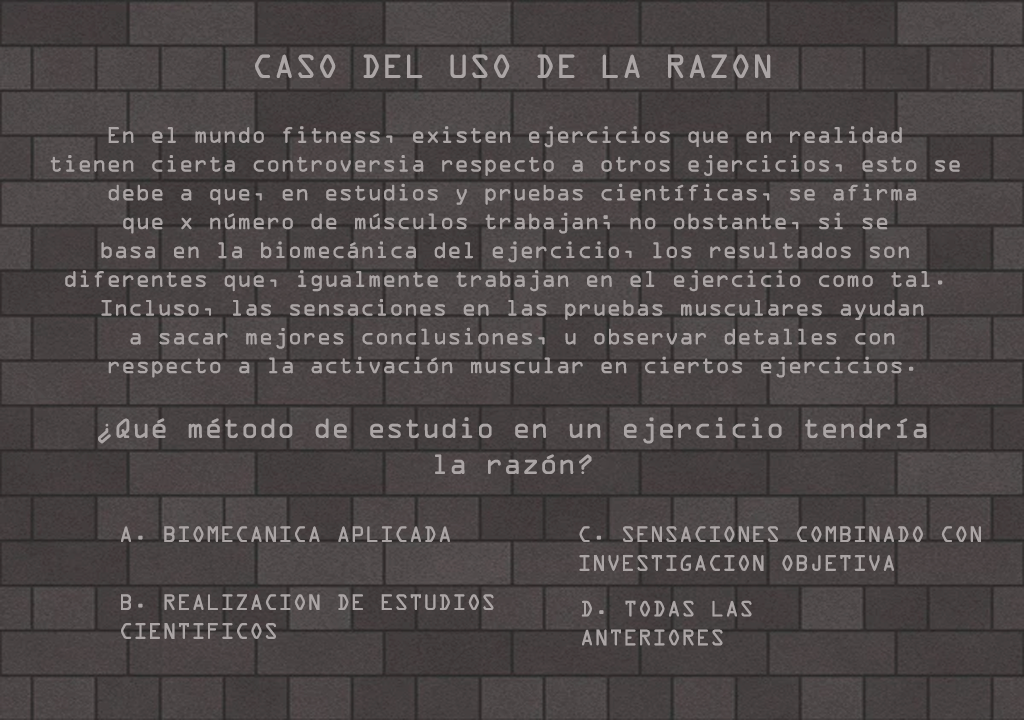 CASO DEL USO DE LA RAZON
En el mundo fitness, existen ejercicios que en realidad
tienen cierta controversia respecto a otros ejercicios, esto se
debe a que, en estudios y pruebas científicas, se afirma
que x número de músculos trabajan; no obstante, si se
basa en la biomecánica del ejercicio, los resultados son
diferentes que, igualmente trabajan en el ejercicio como tal.
Incluso, las sensaciones en las pruebas musculares ayudan
a sacar mejores conclusiones, u observar detalles con
respecto a la activación muscular en ciertos ejercicios.
¿Qué método de estudio en un ejercicio tendría
la razón?
A. BIOMECANICA APLICADA
B. REALIZACION DE ESTUDIOS
CIENTIFICOS
C. SENSACIONES COMBINADO CON
INVESTIGACION OBJETIVA
D. TODAS LAS
ANTERIORES